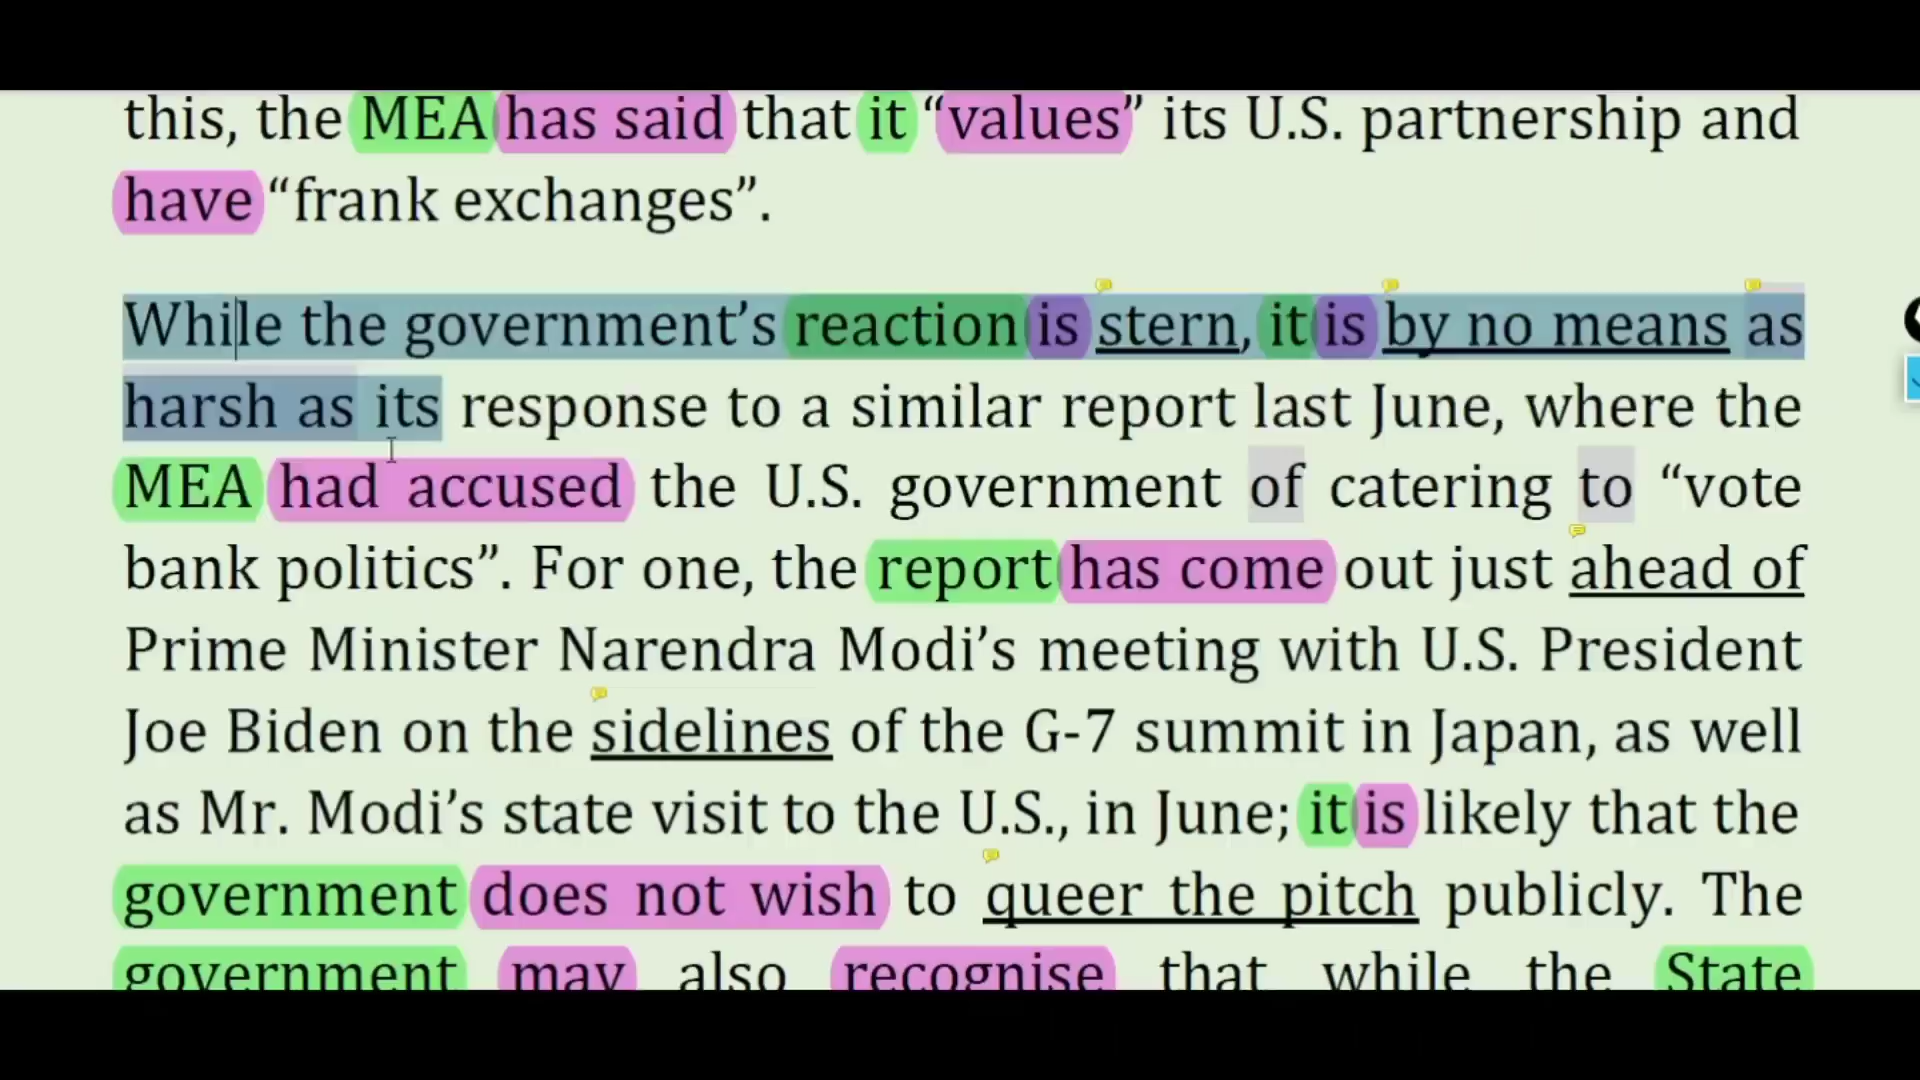 this, the MEA has said that it “values” its U.S. partnership and
have “frank exchanges”.
While the government’s reaction is stern, it is by no means as
harsh as its response to a similar report last June, where the
MEA had accused the U.S. government of catering to “vote
bank politics”. For one, the report has come out just ahead of
Prime Minister Narendra Modi’s meeting with U.S. President
Joe Biden on the sidelines of the G-7 summit in Japan, as well
as Mr. Modi’s state visit to the U.S., in June; it is likely that the
government does not wish to queer the pitch publicly. The
government may also recognise that while the State